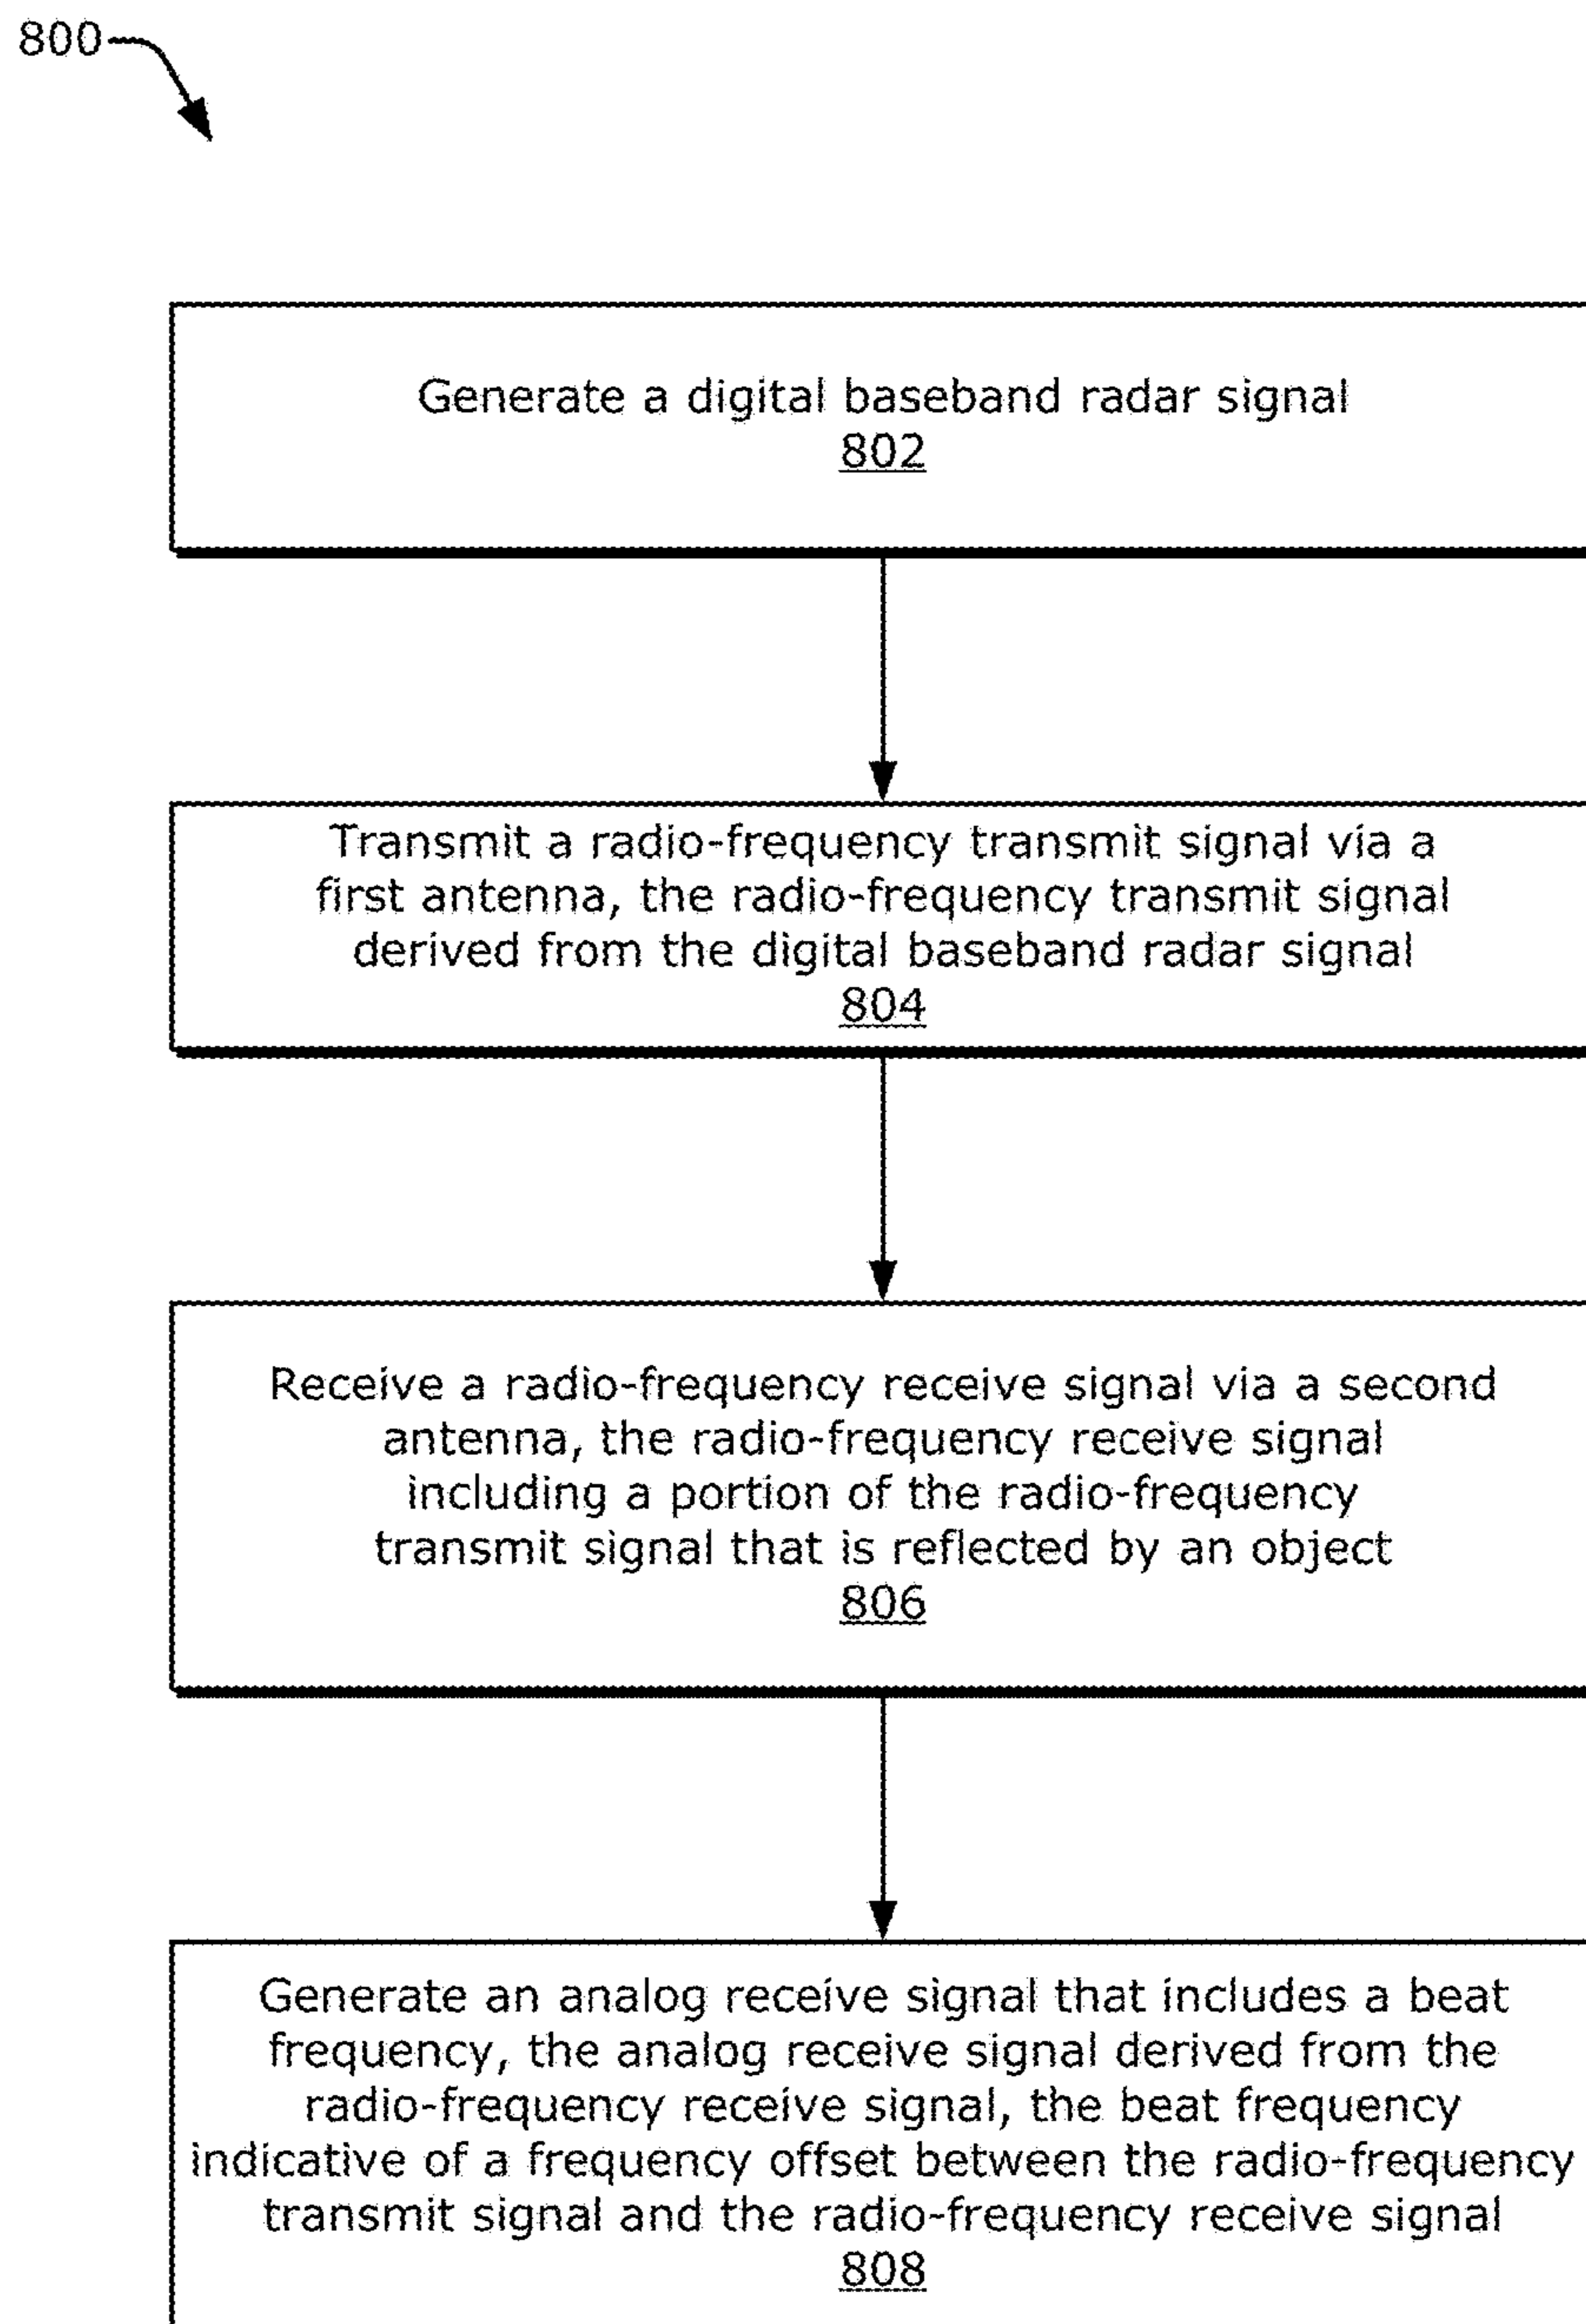 800
Generate a digital baseband radar signal
802
Transmit a radio-frequency transmit signal via a
first antenna, the radio-frequency transmit signal
derived from the digital baseband radar signal
804
Receive a radio-frequency receive signal via a second
antenna, the radio-frequency receive signal
including a portion of the radio-frequency
transmit signal that is reflected by an object
806
Generate an analog receive signal that includes a beat
frequency, the analog receive signal derived from the
radio-frequency receive signal, the beat frequency
indicative of a frequency offset between the radio-frequency
transmit signal and the radio-frequency receive signal
808